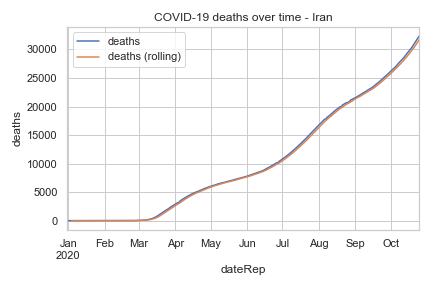 COVID-19 deaths over time - Iran
deaths
deaths (rolling)
30000
25000
20000
15000
10000
5000
0
deaths
Jan Feb Mar Apr May Jun Jul Aug Sep Oct
2020
dateRep